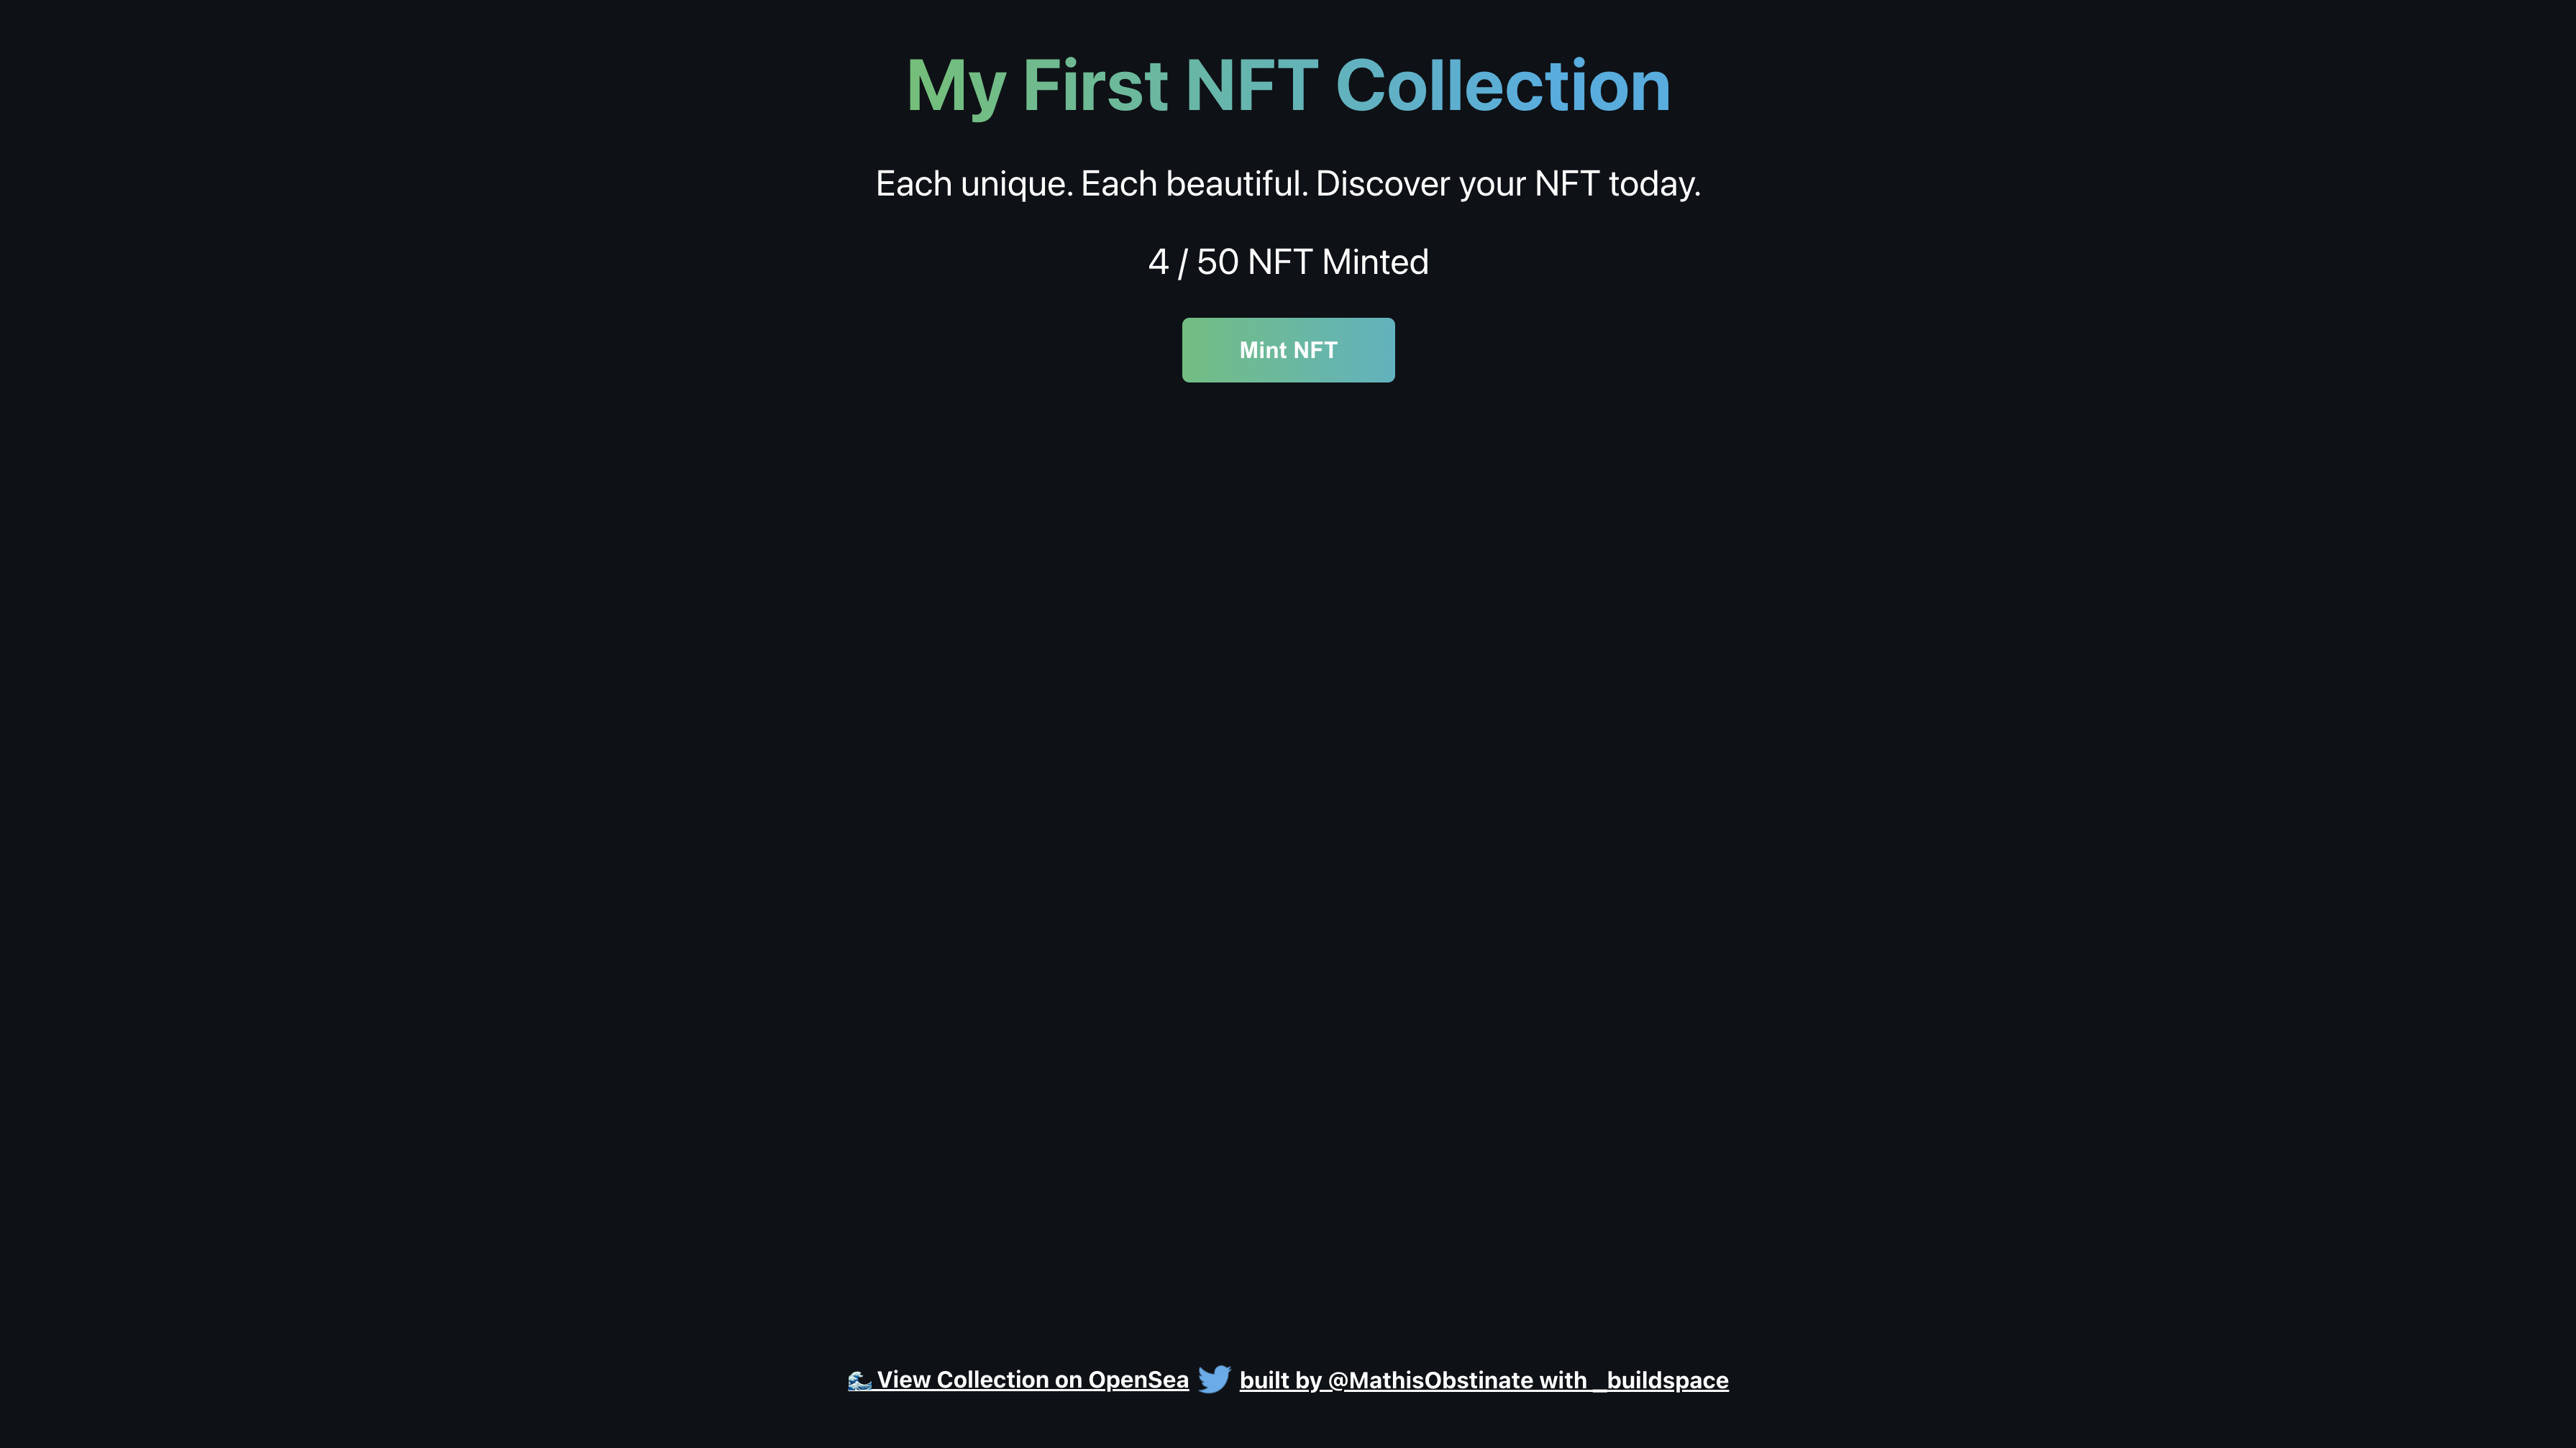 My First NFT Collection
Each unique. Each beautiful. Discover your NFT today.
4 / 50 NFT Minted
Mint NFT
🌊 View Collection on OpenSea built by @MathisObstinate with _buildspace